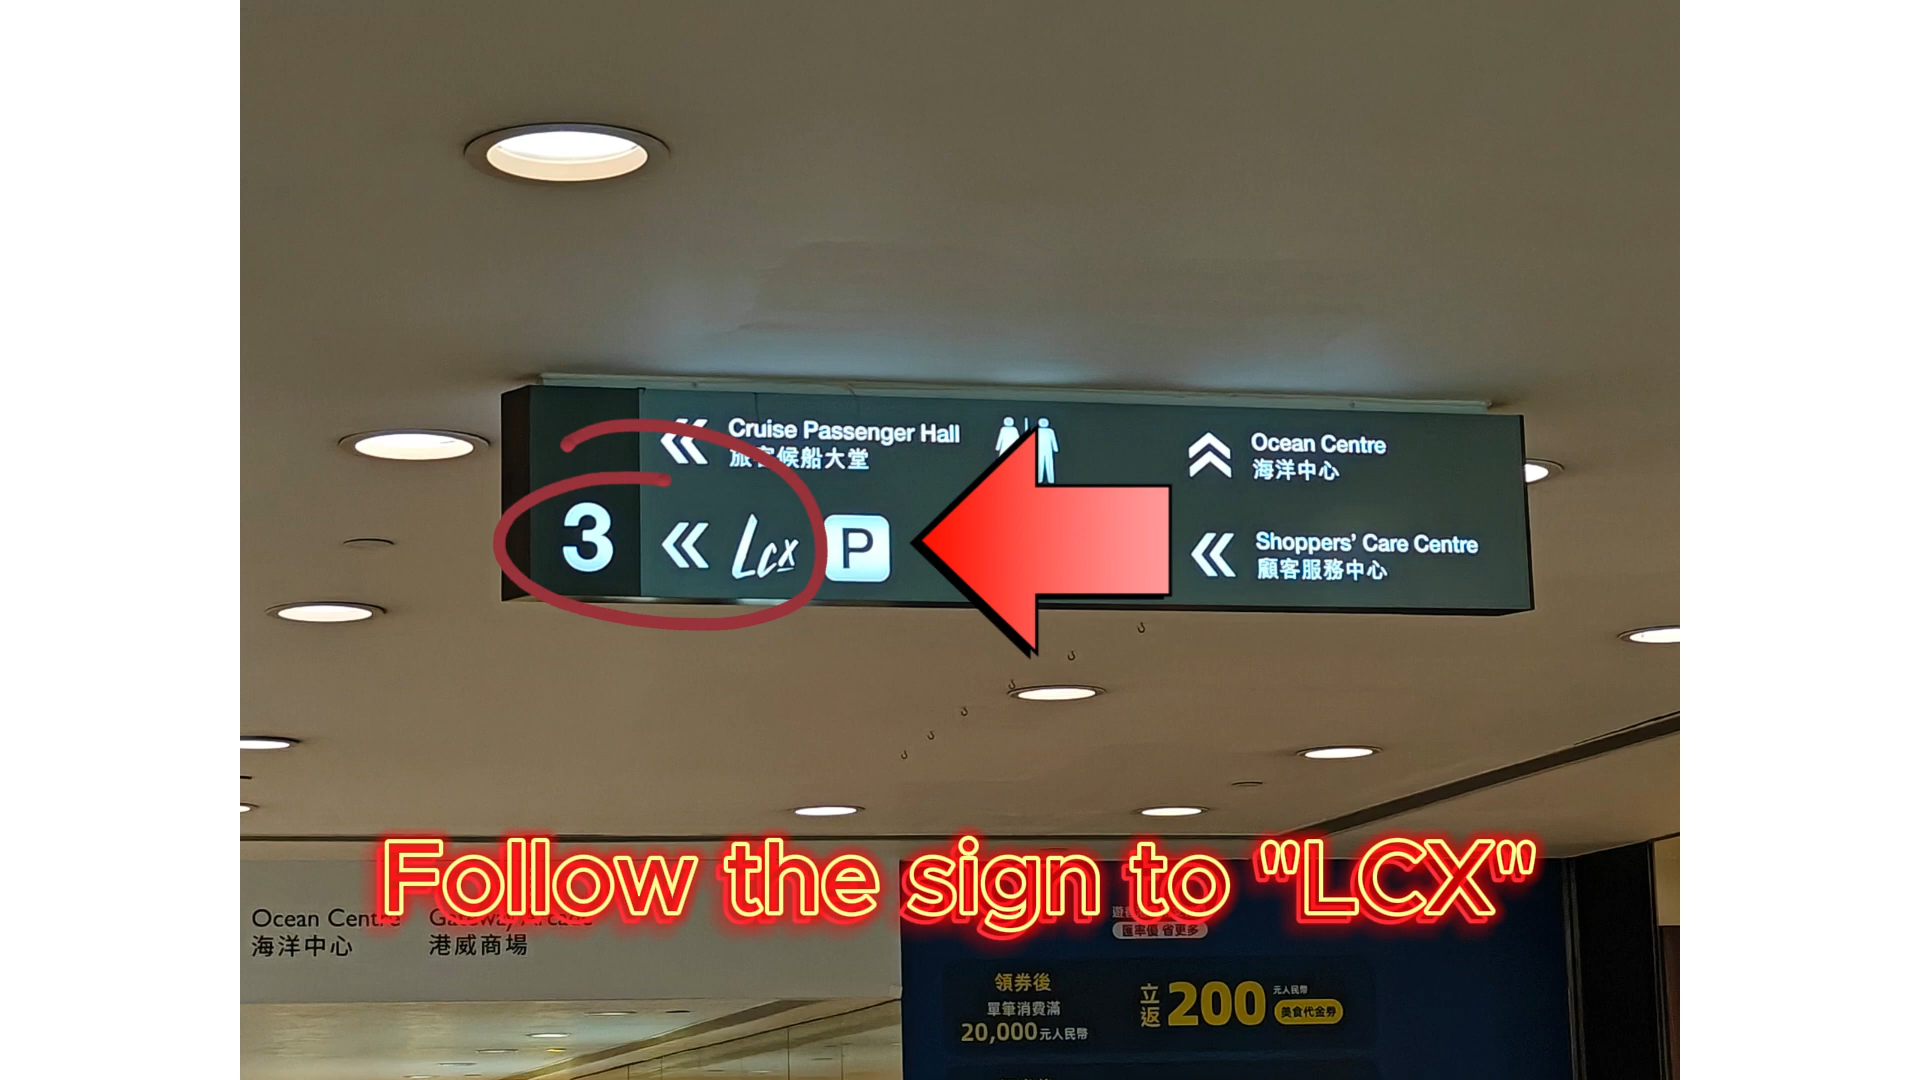 Cruise Passenger Hall
旅客候船大堂
Ocean Centre
海洋中心
3
Lcx
P
Shoppers' Care Centre
顧客服務中心
Follow the sign to "LCX"
Ocean Centre
海洋中心
Gateway Arcade
港威商場
匯率優 省更多
領券後
單筆消費滿
20,000元人民幣
立返
200
元人民幣
美食代金券